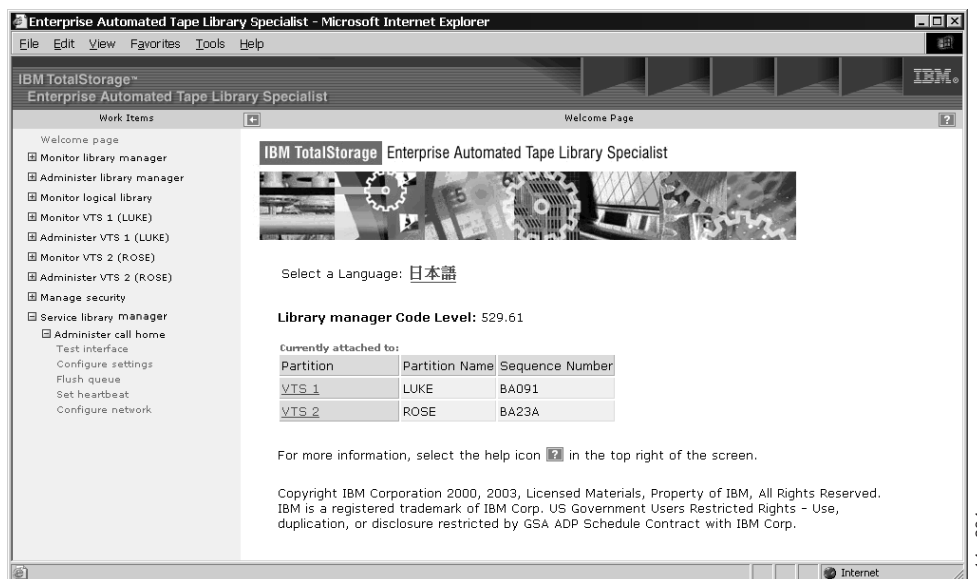 Enterprise Automated Tape Library Specialist - Microsoft Internet Explorer
File Edit View Favorites Tools Help
IBM TotalStorage™
Enterprise Automated Tape Library Specialist
IBM®
Work Items
Welcome Page
?
Welcome page
Monitor library manager
Administer library manager
Monitor logical library
Monitor VTS 1 (LUKE)
Administer VTS 1 (LUKE)
Monitor VTS 2 (ROSE)
Administer VTS 2 (ROSE)
Manage security
Service library manager
Administer call home
Test interface
Configure settings
Flush queue
Set heartbeat
Configure network
IBM TotalStorage Enterprise Automated Tape Library Specialist
Select a Language: 日本語
Library manager Code Level: 529.61
Currently attached to:
Partition Partition Name Sequence Number
VTS 1 LUKE BA091
VTS 2 ROSE BA23A
For more information, select the help icon ? in the top right of the screen.
Copyright IBM Corporation 2000, 2003, Licensed Materials, Property of IBM, All Rights Reserved.
IBM is a registered trademark of IBM Corp. US Government Users Restricted Rights - Use,
duplication, or disclosure restricted by GSA ADP Schedule Contract with IBM Corp.
Internet